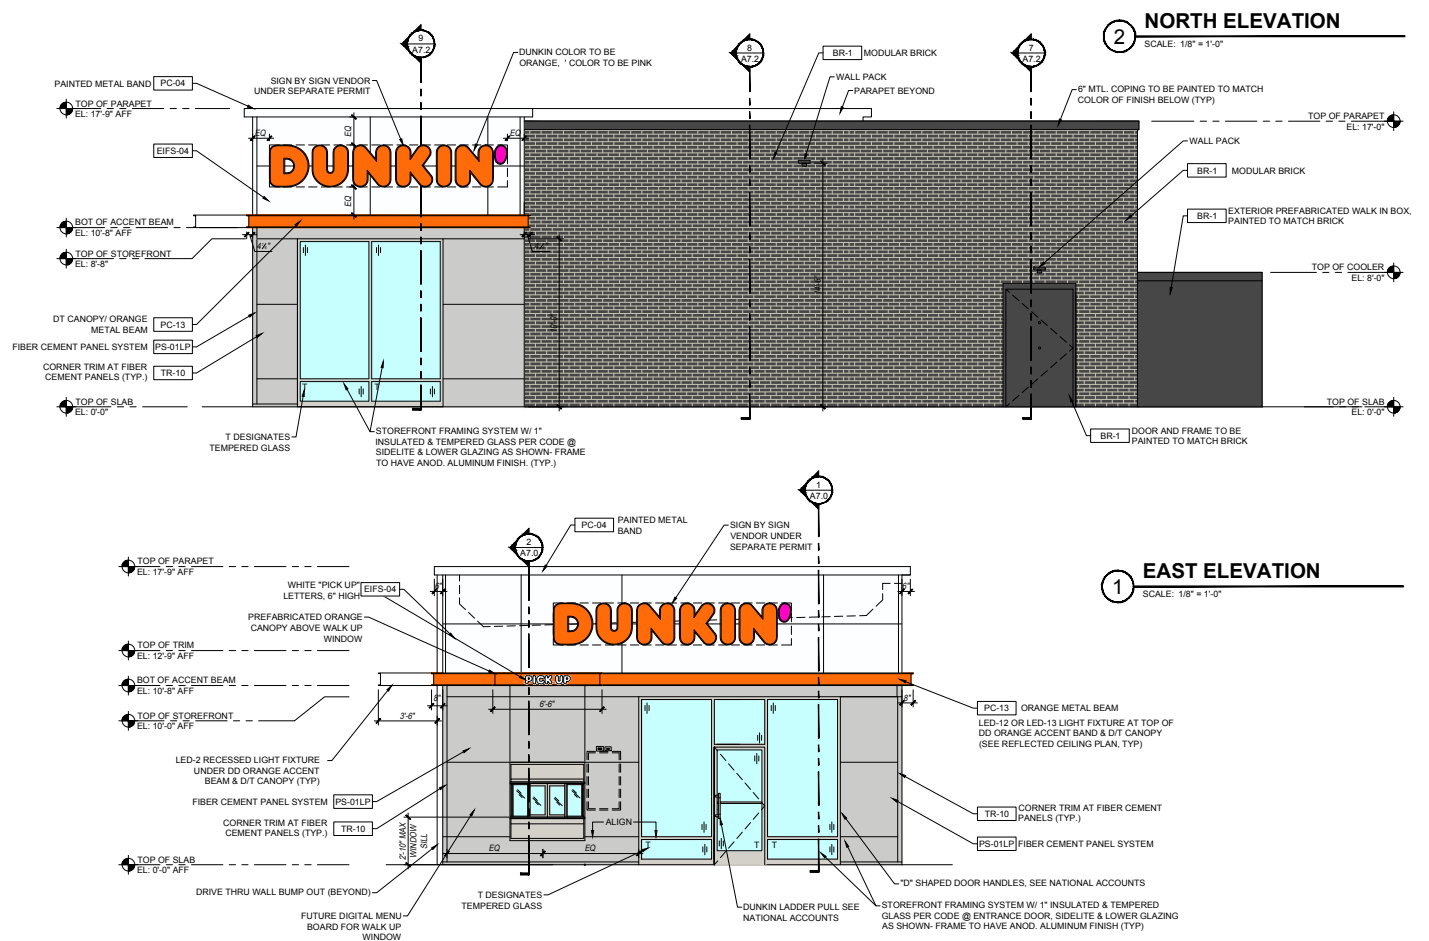 2
NORTH ELEVATION
SCALE: 1/8" = 1'-0"
9
A7.2
8
A7.2
7
A7.2
PAINTED METAL BAND PC-04
TOP OF PARAPET
EL: 17'-9" AFF
SIGN BY SIGN VENDOR
UNDER SEPARATE PERMIT
DUNKIN COLOR TO BE
ORANGE, ' COLOR TO BE PINK
BR-1 MODULAR BRICK
WALL PACK
PARAPET BEYOND
6" MTL. COPING TO BE PAINTED TO MATCH
COLOR OF FINISH BELOW (TYP)
TOP OF PARAPET
EL: 17'-0"
EQ
EQ
EQ
EQ
DUNKIN'
EIFS-04
WALL PACK
BR-1 MODULAR BRICK
BR-1 EXTERIOR PREFABRICATED WALK IN BOX,
PAINTED TO MATCH BRICK
BOT OF ACCENT BEAM
EL: 10'-8" AFF
TOP OF STOREFRONT
EL: 8'-8"
TOP OF COOLER
EL: 8'-0"
DT CANOPY/ ORANGE
METAL BEAM PC-13
FIBER CEMENT PANEL SYSTEM PS-01LP
CORNER TRIM AT FIBER
CEMENT PANELS (TYP.) TR-10
TOP OF SLAB
EL: 0'-0"
T
T
TOP OF SLAB
EL: 0'-0"
T DESIGNATES
TEMPERED GLASS
STOREFRONT FRAMING SYSTEM W/ 1"
INSULATED & TEMPERED GLASS PER CODE @
SIDELITE & LOWER GLAZING AS SHOWN- FRAME
TO HAVE ANOD. ALUMINUM FINISH. (TYP.)
BR-1 DOOR AND FRAME TO BE
PAINTED TO MATCH BRICK
1
A7.0
2
A7.0
PC-04 PAINTED METAL
BAND
SIGN BY SIGN
VENDOR UNDER
SEPARATE PERMIT
1
EAST ELEVATION
SCALE: 1/8" = 1'-0"
TOP OF PARAPET
EL: 17'-9" AFF
WHITE "PICK UP"
LETTERS, 6" HIGH
EIFS-04
PREFABRICATED ORANGE
CANOPY ABOVE WALK UP
WINDOW
DUNKIN'
TOP OF TRIM
EL: 12'-9" AFF
BOT OF ACCENT BEAM
EL: 10'-8" AFF
PICK UP
6'-6"
8"
8"
3'-6"
TOP OF STOREFRONT
EL: 10'-0" AFF
PC-13 ORANGE METAL BEAM
LED-12 OR LED-13 LIGHT FIXTURE AT TOP OF
DD ORANGE ACCENT BAND & D/T CANOPY
(SEE REFLECTED CEILING PLAN, TYP)
LED-2 RECESSED LIGHT FIXTURE
UNDER DD ORANGE ACCENT
BEAM & D/T CANOPY (TYP)
FIBER CEMENT PANEL SYSTEM PS-01LP
CORNER TRIM AT FIBER
CEMENT PANELS (TYP.) TR-10
2'-10" MAX
WINDOW
SILL
ALIGN
EQ
EQ
T
T
T
TR-10 CORNER TRIM AT FIBER CEMENT
PANELS (TYP.)
PS-01LP FIBER CEMENT PANEL SYSTEM
TOP OF SLAB
EL: 0'-0" AFF
DRIVE THRU WALL BUMP OUT (BEYOND)
FUTURE DIGITAL MENU
BOARD FOR WALK UP
WINDOW
T DESIGNATES
TEMPERED GLASS
DUNKIN LADDER PULL SEE
NATIONAL ACCOUNTS
"D" SHAPED DOOR HANDLES, SEE NATIONAL ACCOUNTS
STOREFRONT FRAMING SYSTEM W/ 1" INSULATED & TEMPERED
GLASS PER CODE @ ENTRANCE DOOR, SIDELITE & LOWER GLAZING
AS SHOWN- FRAME TO HAVE ANOD. ALUMINUM FINISH (TYP)